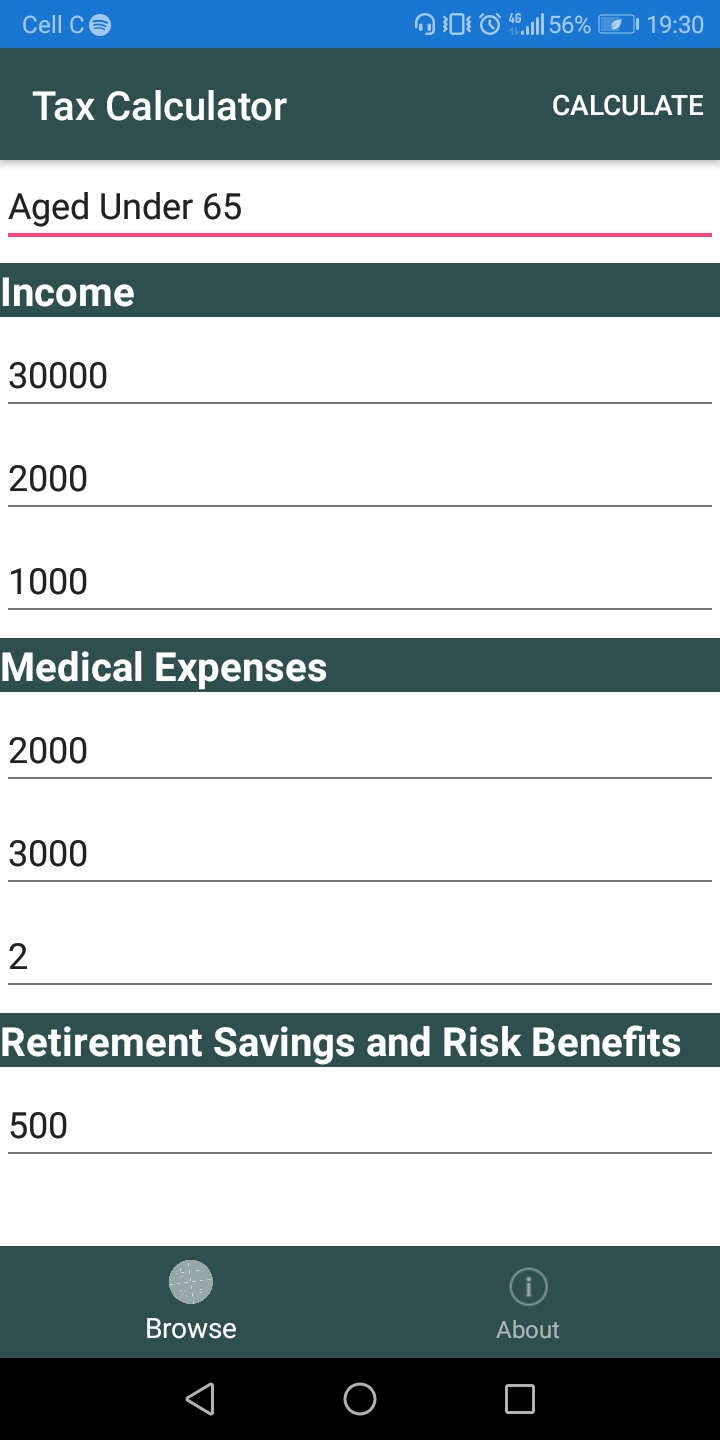 Cell C 4G 56% 19:30
Tax Calculator CALCULATE
Aged Under 65
Income
30000
2000
1000
Medical Expenses
2000
3000
2
Retirement Savings and Risk Benefits
500
Browse About